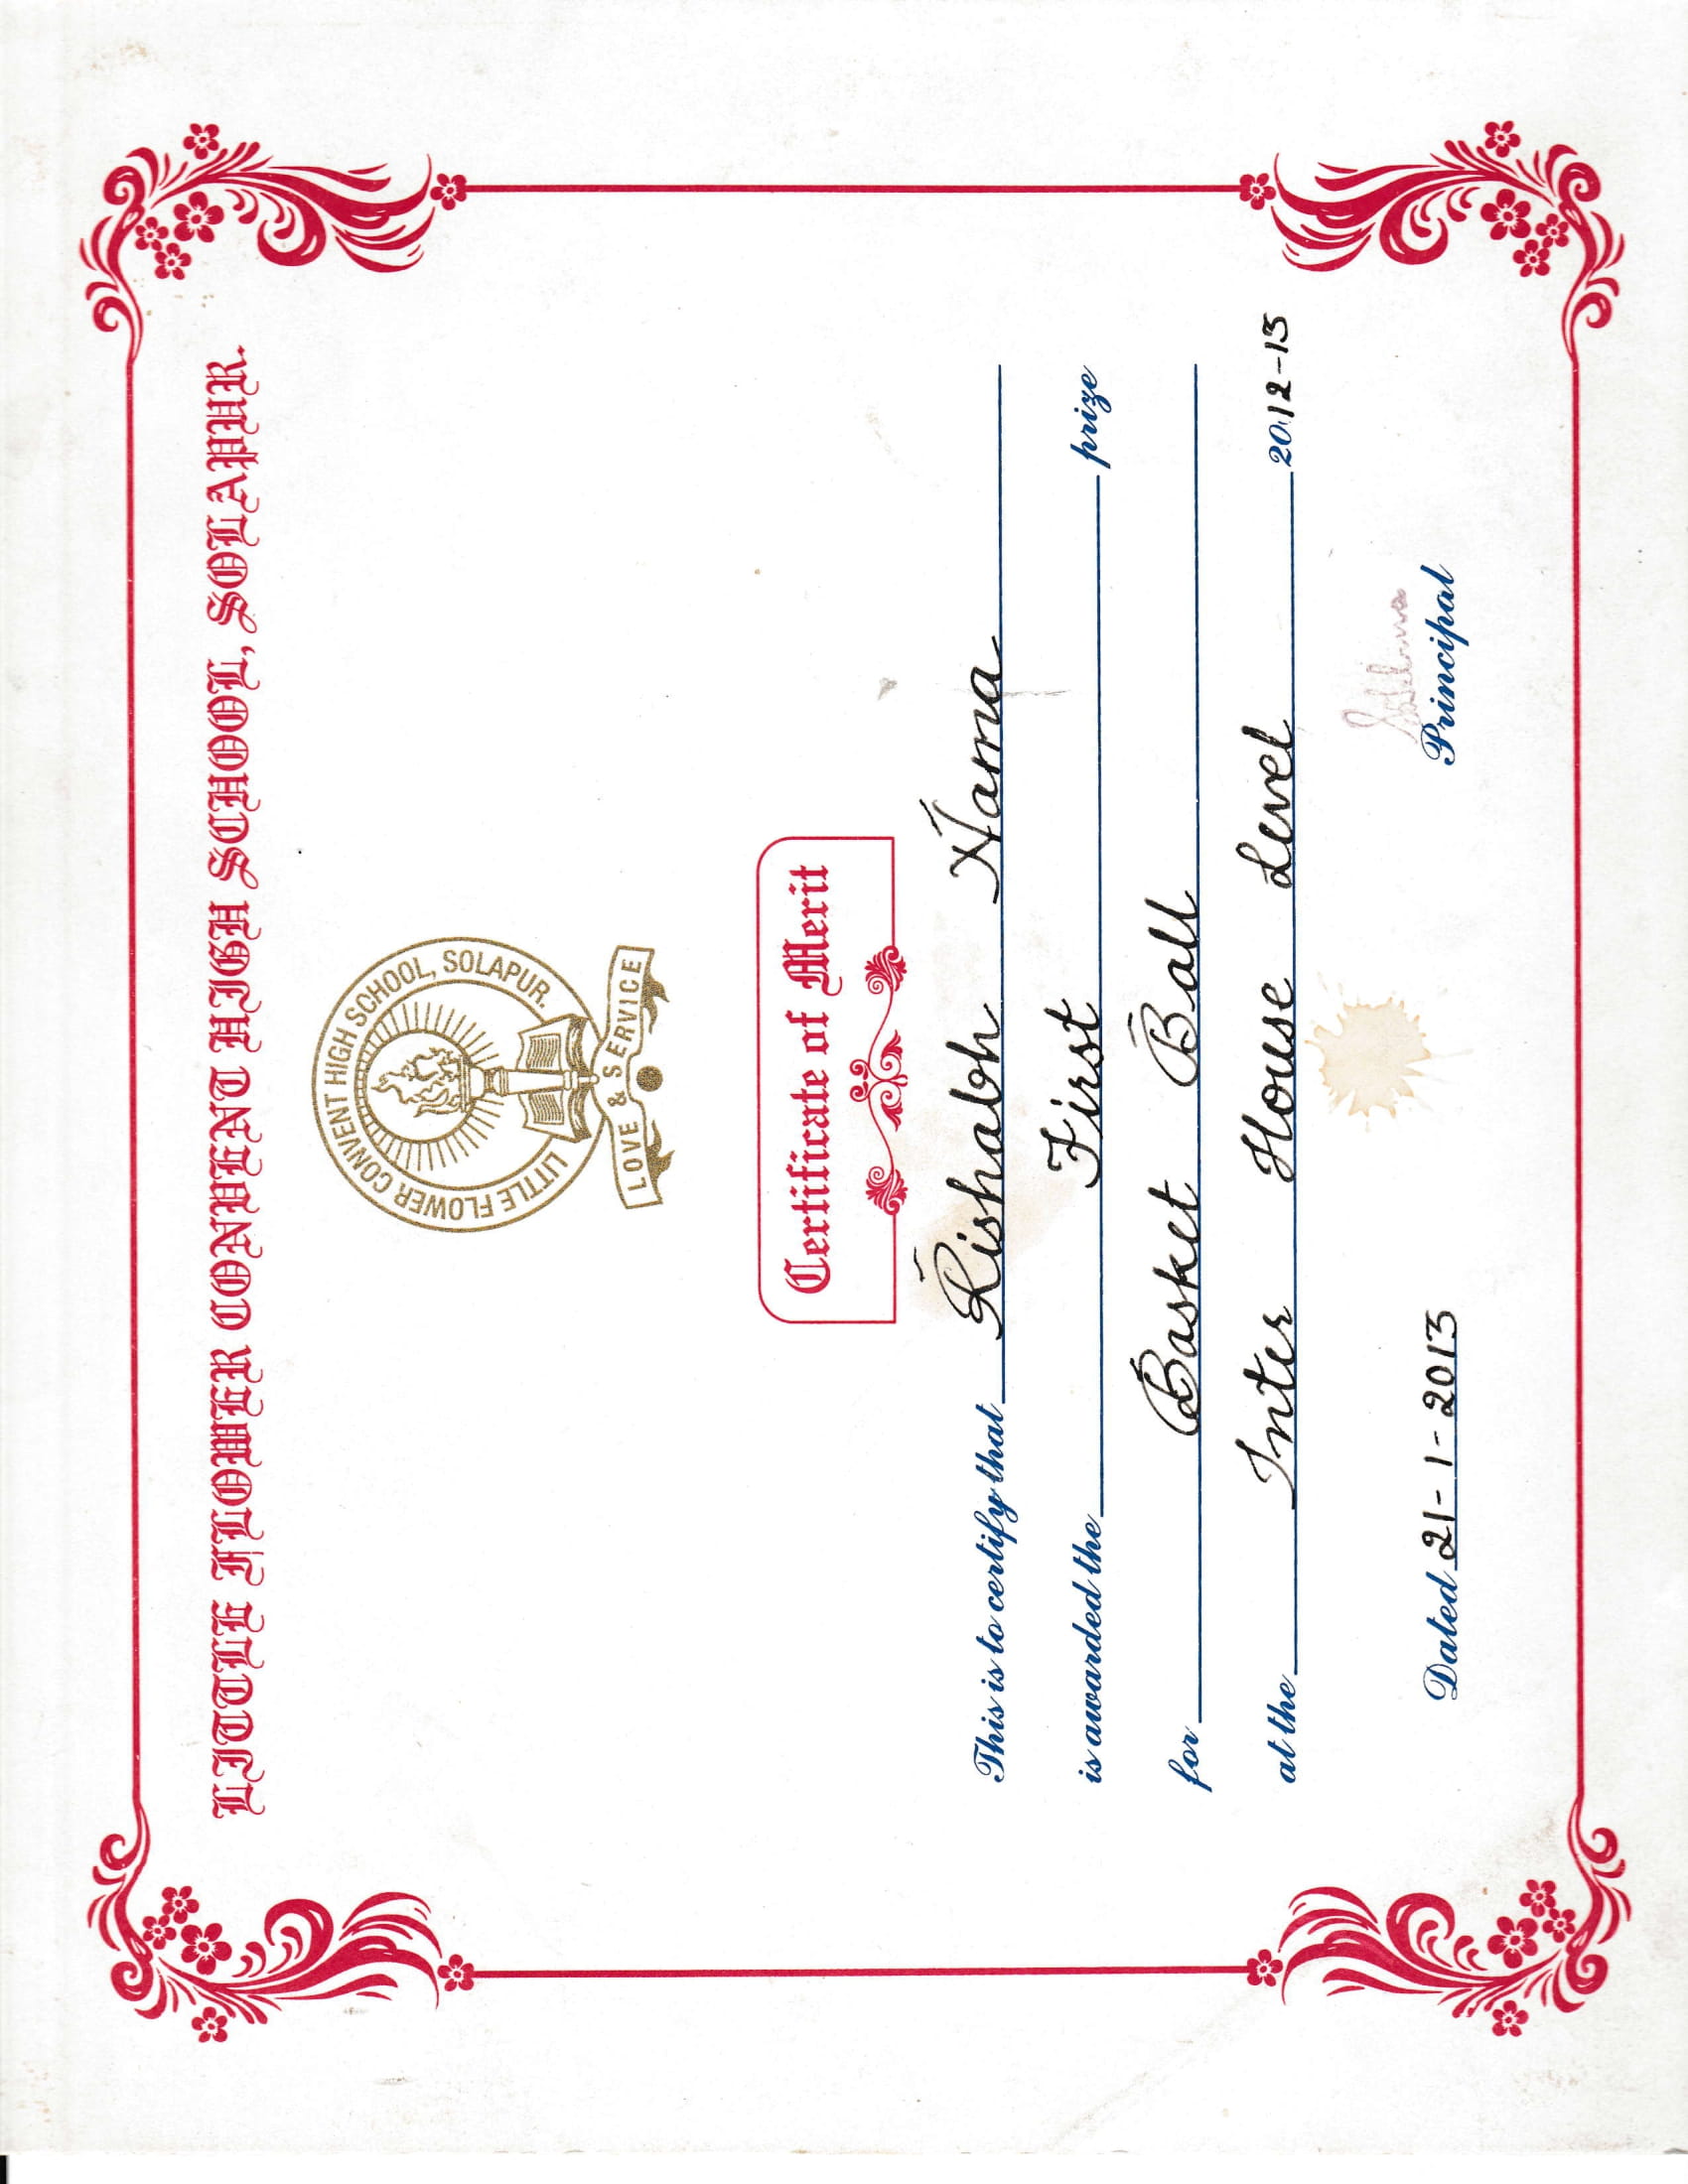 LITTLE FLOWER CONVENT HIGH SCHOOL, SOLAPUR.
LITTLE FLOWER CONVENT HIGH SCHOOL, SOLAPUR.
LOVE & SERVICE
Certificate of Merit
This is to certify that Rishabh Nama
is awarded the First prize
for Basket Ball
at the Inter House Level 2012-13
Dated 21-1-2013 Principal